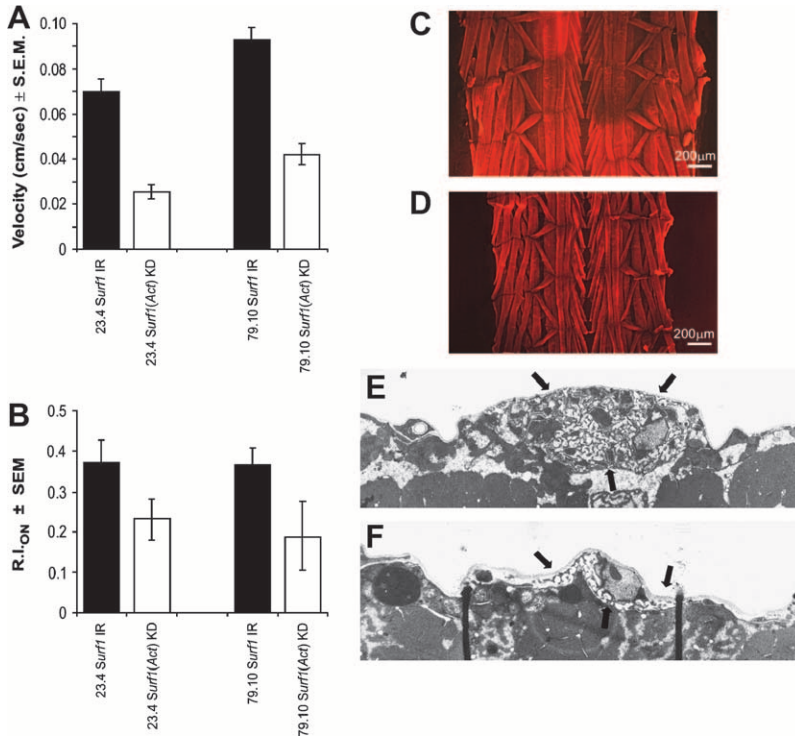 A
Velocity (cm/sec) ± S.E.M.
0.10
0.08
0.06
0.04
0.02
0
23.4 Surf1 IR
23.4 Surf1(Act) KD
79.10 Surf1 IR
79.10 Surf1(Act) KD
B
R.I.ON ± SEM
0.5
0.4
0.3
0.2
0.1
0
23.4 Surf1 IR
23.4 Surf1(Act) KD
79.10 Surf1 IR
79.10 Surf1(Act) KD
C
200µm
D
200µm
E
F